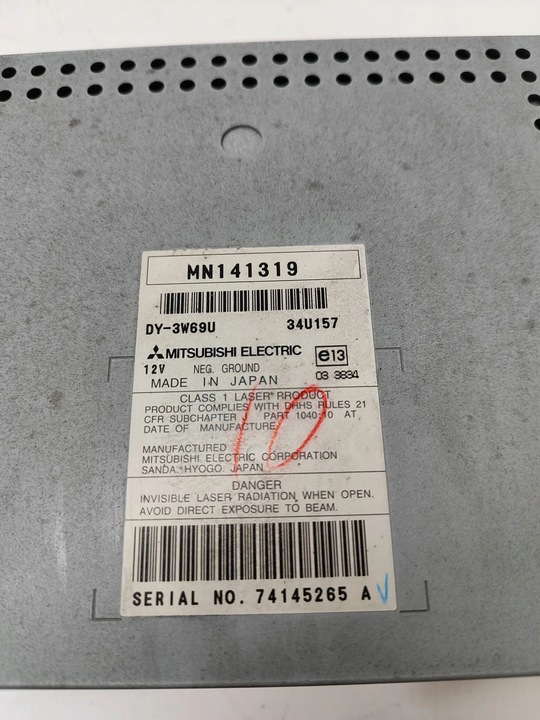 MN141319
DY-3W69U 34U157
MITSUBISHI ELECTRIC e13
12V NEG. GROUND 03 3834
MADE IN JAPAN
CLASS 1 LASER PRODUCT
PRODUCT COMPLIES WITH DHHS RULES 21
CFR SUBCHAPTER PART 1040.10 AT,
DATE OF MANUFACTURE
MANUFACTURED
MITSUBISHI ELECTRIC CORPORATION
SANDA. HYOGO. JAPAN
DANGER
INVISIBLE LASER RADIATION WHEN OPEN.
AVOID DIRECT EXPOSURE TO BEAM.
SERIAL NO. 74145265 A
10